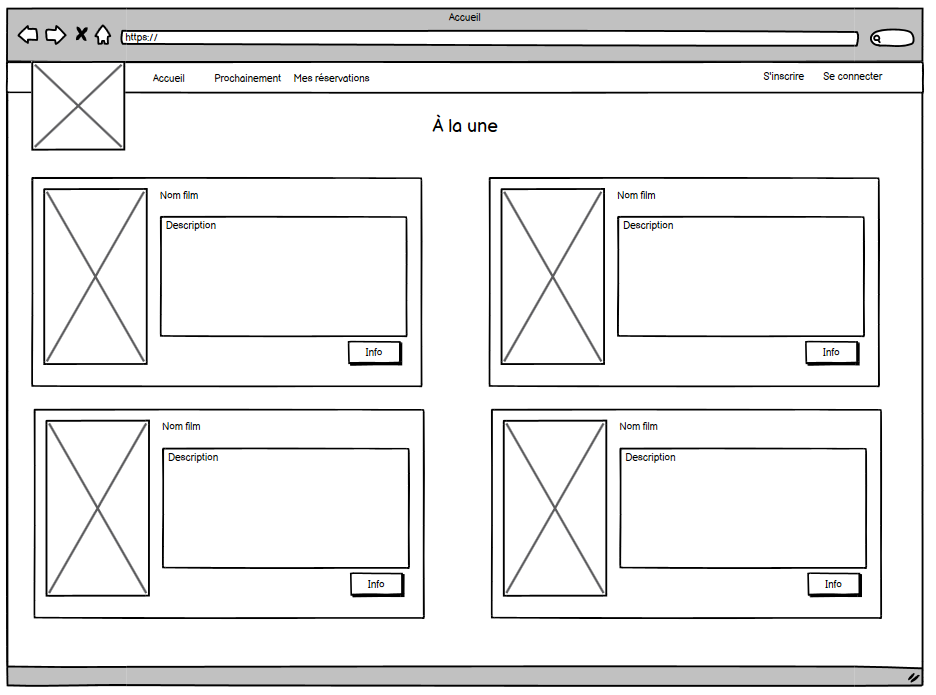 Accueil
https://
Accueil Prochainement Mes réservations S'inscrire Se connecter
À la une
Nom film
Description
Info
Nom film
Description
Info
Nom film
Description
Info
Nom film
Description
Info